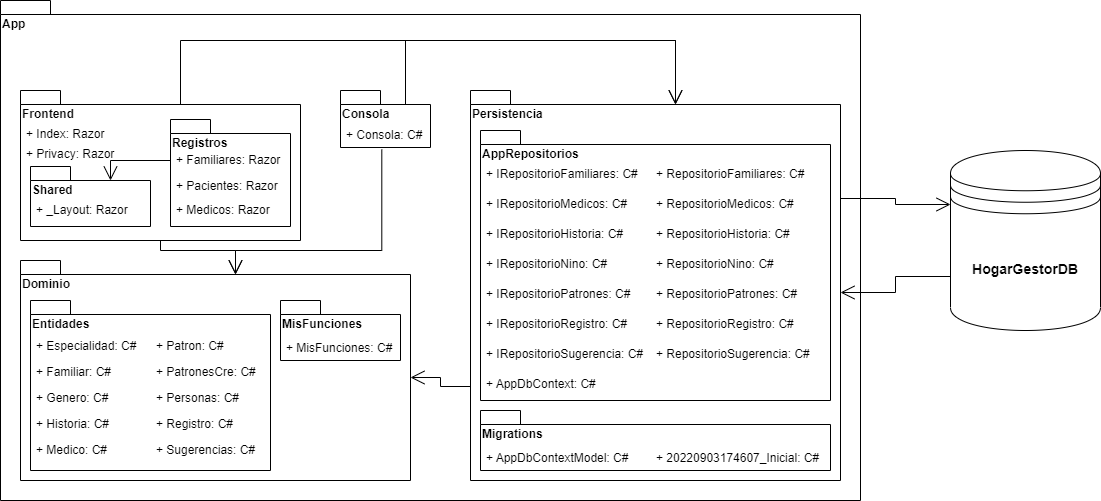 App
Frontend
+ Index: Razor
+ Privacy: Razor
Registros
+ Familiares: Razor
+ Pacientes: Razor
+ Medicos: Razor
Shared
+ _Layout: Razor
Consola
+ Consola: C#
Persistencia
AppRepositorios
+ IRepositorioFamiliares: C#
+ RepositorioFamiliares: C#
+ IRepositorioMedicos: C#
+ RepositorioMedicos: C#
+ IRepositorioHistoria: C#
+ RepositorioHistoria: C#
+ IRepositorioNino: C#
+ RepositorioNino: C#
+ IRepositorioPatrones: C#
+ RepositorioPatrones: C#
+ IRepositorioRegistro: C#
+ RepositorioRegistro: C#
+ IRepositorioSugerencia: C#
+ RepositorioSugerencia: C#
+ AppDbContext: C#
Migrations
+ AppDbContextModel: C#
+ 20220903174607_Inicial: C#
Dominio
Entidades
+ Especialidad: C#
+ Patron: C#
+ Familiar: C#
+ PatronesCre: C#
+ Genero: C#
+ Personas: C#
+ Historia: C#
+ Registro: C#
+ Medico: C#
+ Sugerencias: C#
MisFunciones
+ MisFunciones: C#
HogarGestorDB